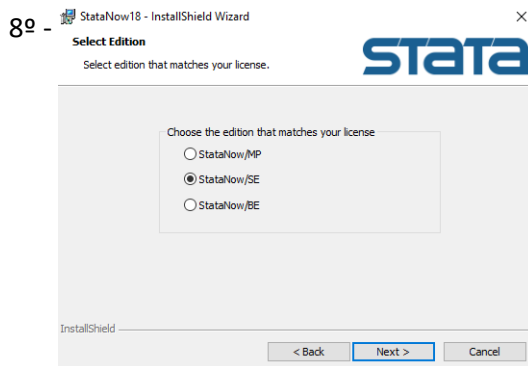 8º -
StataNow18 - InstallShield Wizard
Select Edition
Select edition that matches your license.
STATA
Choose the edition that matches your license
StataNow/MP
StataNow/SE
StataNow/BE
InstallShield
< Back Next > Cancel